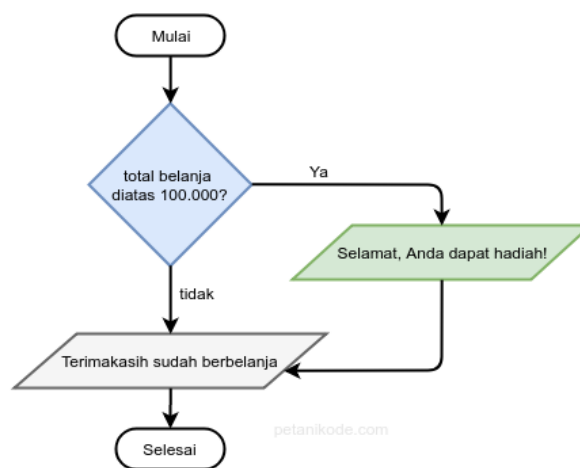 Mulai
total belanja
diatas 100.000?
Ya
Selamat, Anda dapat hadiah!
tidak
Terimakasih sudah berbelanja
petanikode.com
Selesai